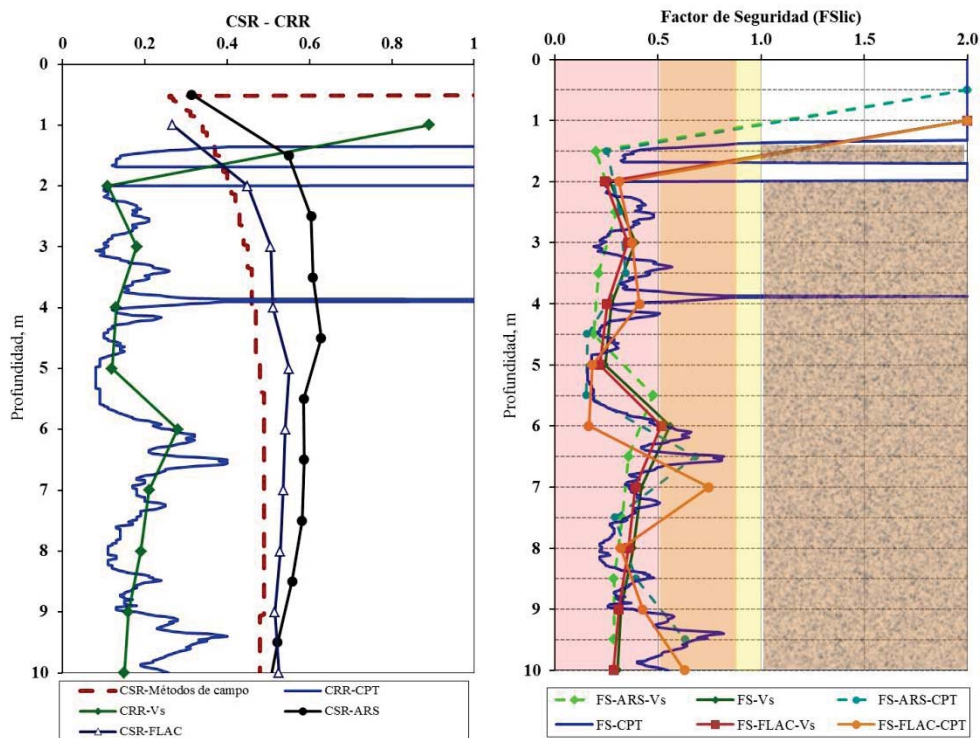 CSR - CRR
0 0.2 0.4 0.6 0.8 1
0
1
2
3
4
5
6
7
8
9
10
Profundidad, m
CSR-Métodos de campo CRR-CPT
CRR-Vs CSR-ARS
CSR-FLAC
Factor de Seguridad (FSlic)
0.0 0.5 1.0 1.5 2.0
0
1
2
3
4
5
6
7
8
9
10
Profundidad, m
FS-ARS-Vs FS-Vs FS-ARS-CPT
FS-CPT FS-FLAC-Vs FS-FLAC-CPT